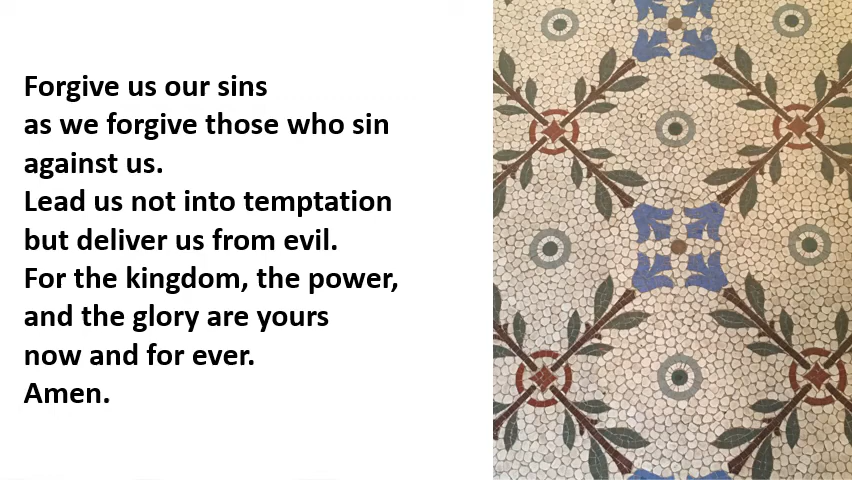 Forgive us our sins
as we forgive those who sin
against us.
Lead us not into temptation
but deliver us from evil.
For the kingdom, the power,
and the glory are yours
now and for ever.
Amen.